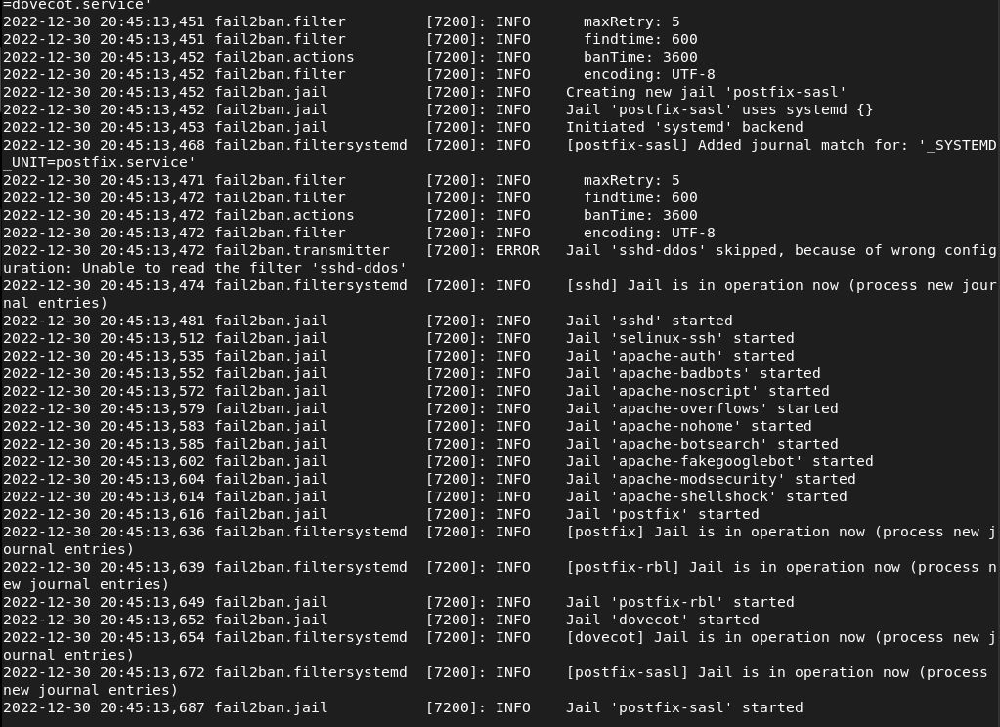 =dovecot.service'
2022-12-30 20:45:13,451 fail2ban.filter         [7200]: INFO      maxRetry: 5
2022-12-30 20:45:13,451 fail2ban.filter         [7200]: INFO      findtime: 600
2022-12-30 20:45:13,452 fail2ban.actions        [7200]: INFO      banTime: 3600
2022-12-30 20:45:13,452 fail2ban.filter         [7200]: INFO      encoding: UTF-8
2022-12-30 20:45:13,452 fail2ban.jail           [7200]: INFO    Creating new jail 'postfix-sasl'
2022-12-30 20:45:13,452 fail2ban.jail           [7200]: INFO    Jail 'postfix-sasl' uses systemd {}
2022-12-30 20:45:13,453 fail2ban.jail           [7200]: INFO    Initiated 'systemd' backend
2022-12-30 20:45:13,468 fail2ban.filtersystemd  [7200]: INFO    [postfix-sasl] Added journal match for: '_SYSTEMD
_UNIT=postfix.service'
2022-12-30 20:45:13,471 fail2ban.filter         [7200]: INFO      maxRetry: 5
2022-12-30 20:45:13,472 fail2ban.filter         [7200]: INFO      findtime: 600
2022-12-30 20:45:13,472 fail2ban.actions        [7200]: INFO      banTime: 3600
2022-12-30 20:45:13,472 fail2ban.filter         [7200]: INFO      encoding: UTF-8
2022-12-30 20:45:13,472 fail2ban.transmitter    [7200]: ERROR   Jail 'sshd-ddos' skipped, because of wrong config
uration: Unable to read the filter 'sshd-ddos'
2022-12-30 20:45:13,474 fail2ban.filtersystemd  [7200]: INFO    [sshd] Jail is in operation now (process new jour
nal entries)
2022-12-30 20:45:13,481 fail2ban.jail           [7200]: INFO    Jail 'sshd' started
2022-12-30 20:45:13,512 fail2ban.jail           [7200]: INFO    Jail 'selinux-ssh' started
2022-12-30 20:45:13,535 fail2ban.jail           [7200]: INFO    Jail 'apache-auth' started
2022-12-30 20:45:13,552 fail2ban.jail           [7200]: INFO    Jail 'apache-badbots' started
2022-12-30 20:45:13,572 fail2ban.jail           [7200]: INFO    Jail 'apache-noscript' started
2022-12-30 20:45:13,579 fail2ban.jail           [7200]: INFO    Jail 'apache-overflows' started
2022-12-30 20:45:13,583 fail2ban.jail           [7200]: INFO    Jail 'apache-nohome' started
2022-12-30 20:45:13,585 fail2ban.jail           [7200]: INFO    Jail 'apache-botsearch' started
2022-12-30 20:45:13,602 fail2ban.jail           [7200]: INFO    Jail 'apache-fakegooglebot' started
2022-12-30 20:45:13,604 fail2ban.jail           [7200]: INFO    Jail 'apache-modsecurity' started
2022-12-30 20:45:13,614 fail2ban.jail           [7200]: INFO    Jail 'apache-shellshock' started
2022-12-30 20:45:13,616 fail2ban.jail           [7200]: INFO    Jail 'postfix' started
2022-12-30 20:45:13,636 fail2ban.filtersystemd  [7200]: INFO    [postfix] Jail is in operation now (process new j
ournal entries)
2022-12-30 20:45:13,639 fail2ban.filtersystemd  [7200]: INFO    [postfix-rbl] Jail is in operation now (process n
ew journal entries)
2022-12-30 20:45:13,649 fail2ban.jail           [7200]: INFO    Jail 'postfix-rbl' started
2022-12-30 20:45:13,652 fail2ban.jail           [7200]: INFO    Jail 'dovecot' started
2022-12-30 20:45:13,654 fail2ban.filtersystemd  [7200]: INFO    [dovecot] Jail is in operation now (process new j
ournal entries)
2022-12-30 20:45:13,672 fail2ban.filtersystemd  [7200]: INFO    [postfix-sasl] Jail is in operation now (process
new journal entries)
2022-12-30 20:45:13,687 fail2ban.jail           [7200]: INFO    Jail 'postfix-sasl' started